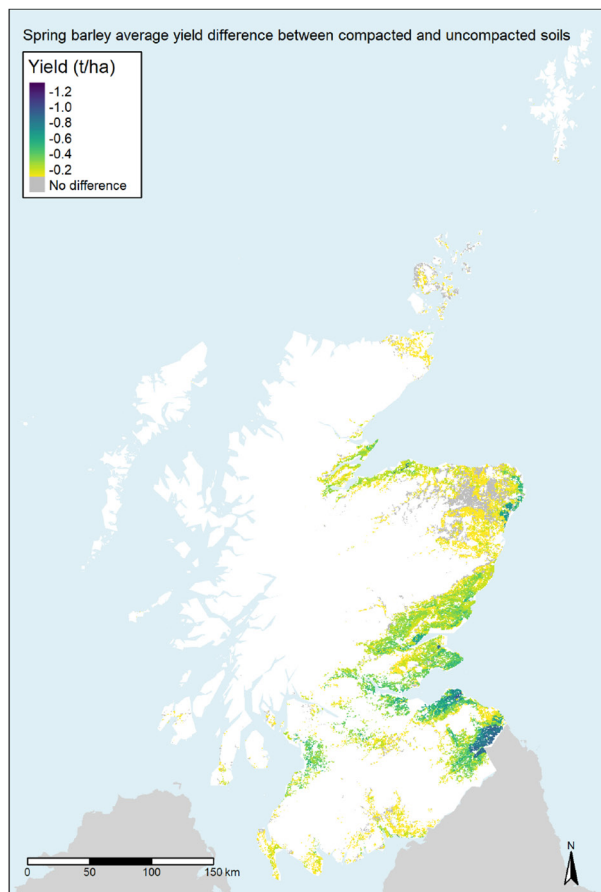 Spring barley average yield difference between compacted and uncompacted soils
Yield (t/ha)
-1.2
-1.0
-0.8
-0.6
-0.4
-0.2
No difference
N
0 50 100 150 km